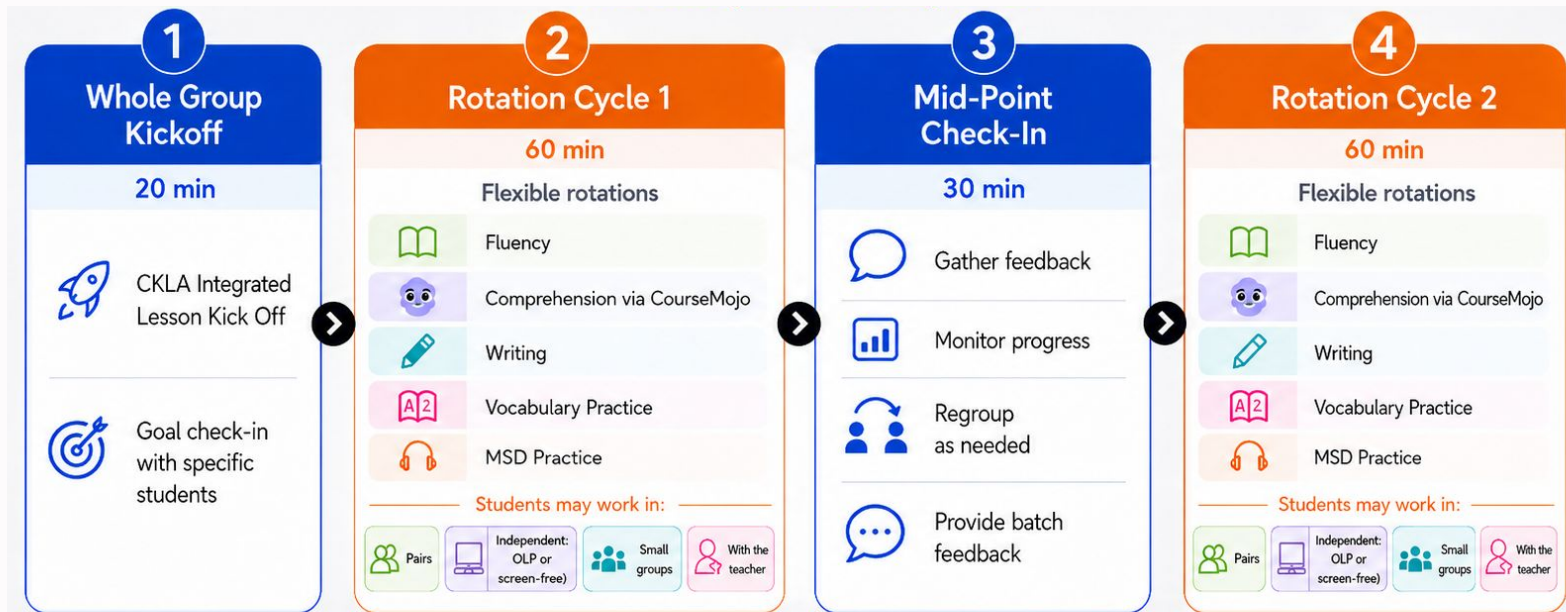 1
Whole Group
Kickoff
20 min
CKLA Integrated
Lesson Kick Off
Goal check-in
with specific
students
2
Rotation Cycle 1
60 min
Flexible rotations
Fluency
Comprehension via CourseMojo
Writing
A2
Vocabulary Practice
MSD Practice
Students may work in:
Pairs
Independent:
OLP or
screen-free)
Small
groups
With the
teacher
3
Mid-Point
Check-In
30 min
Gather feedback
Monitor progress
Regroup
as needed
Provide batch
feedback
4
Rotation Cycle 2
60 min
Flexible rotations
Fluency
Comprehension via CourseMojo
Writing
A2
Vocabulary Practice
MSD Practice
Students may work in:
Pairs
Independent:
OLP or
screen-free)
Small
groups
With the
teacher